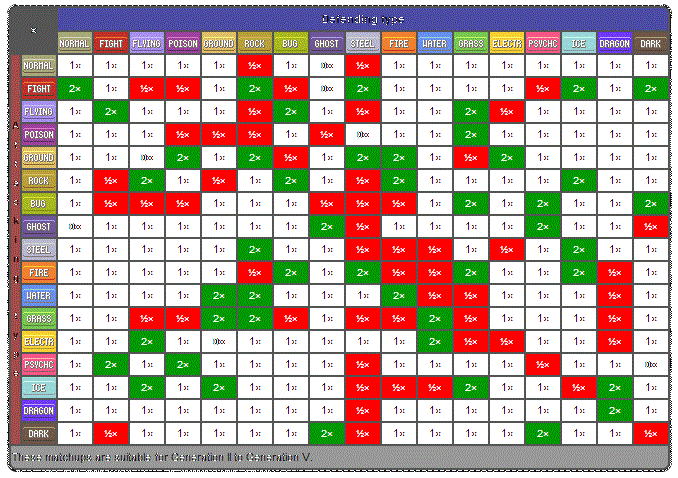 Defending type
×
NORMAL FIGHT FLYING POISON GROUND ROCK BUG GHOST STEEL FIRE WATER GRASS ELECTR PSYCHC ICE DRAGON DARK
NORMAL 1× 1× 1× 1× 1× ½× 1× 0× ½× 1× 1× 1× 1× 1× 1× 1× 1×
FIGHT 2× 1× ½× ½× 1× 2× ½× 0× 2× 1× 1× 1× 1× ½× 2× 1× 2×
FLYING 1× 2× 1× 1× 1× ½× 2× 1× ½× 1× 1× 2× ½× 1× 1× 1× 1×
POISON 1× 1× 1× ½× ½× ½× 1× ½× 0× 1× 1× 2× 1× 1× 1× 1× 1×
GROUND 1× 1× 0× 2× 1× 2× ½× 1× 2× 2× 1× ½× 2× 1× 1× 1× 1×
ROCK 1× ½× 2× 1× ½× 1× 2× 1× ½× 2× 1× 1× 1× 1× 2× 1× 1×
BUG 1× ½× ½× ½× 1× 1× 1× ½× ½× ½× 1× 2× 1× 2× 1× 1× 2×
GHOST 0× 1× 1× 1× 1× 1× 1× 2× ½× 1× 1× 1× 1× 2× 1× 1× ½×
STEEL 1× 1× 1× 1× 1× 2× 1× 1× ½× ½× ½× 1× ½× 1× 2× 1× 1×
FIRE 1× 1× 1× 1× 1× ½× 2× 1× 2× ½× ½× 2× 1× 1× 2× ½× 1×
WATER 1× 1× 1× 1× 2× 2× 1× 1× 1× 2× ½× ½× 1× 1× 1× ½× 1×
GRASS 1× 1× ½× ½× 2× 2× ½× 1× ½× ½× 2× ½× 1× 1× 1× ½× 1×
ELECTR 1× 1× 2× 1× 0× 1× 1× 1× 1× 1× 2× ½× ½× 1× 1× ½× 1×
PSYCHC 1× 2× 1× 2× 1× 1× 1× 1× ½× 1× 1× 1× 1× ½× 1× 1× 0×
ICE 1× 1× 2× 1× 2× 1× 1× 1× ½× ½× ½× 2× 1× 1× ½× 2× 1×
DRAGON 1× 1× 1× 1× 1× 1× 1× 1× ½× 1× 1× 1× 1× 1× 1× 2× 1×
DARK 1× ½× 1× 1× 1× 1× 1× 2× ½× 1× 1× 1× 1× 2× 1× 1× ½×
These matchups are suitable for Generation II to Generation V.